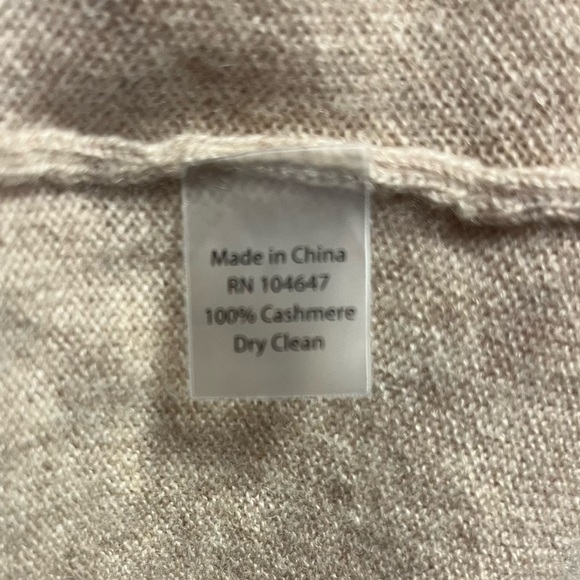 Made in China
RN 104647
100% Cashmere
Dry Clean